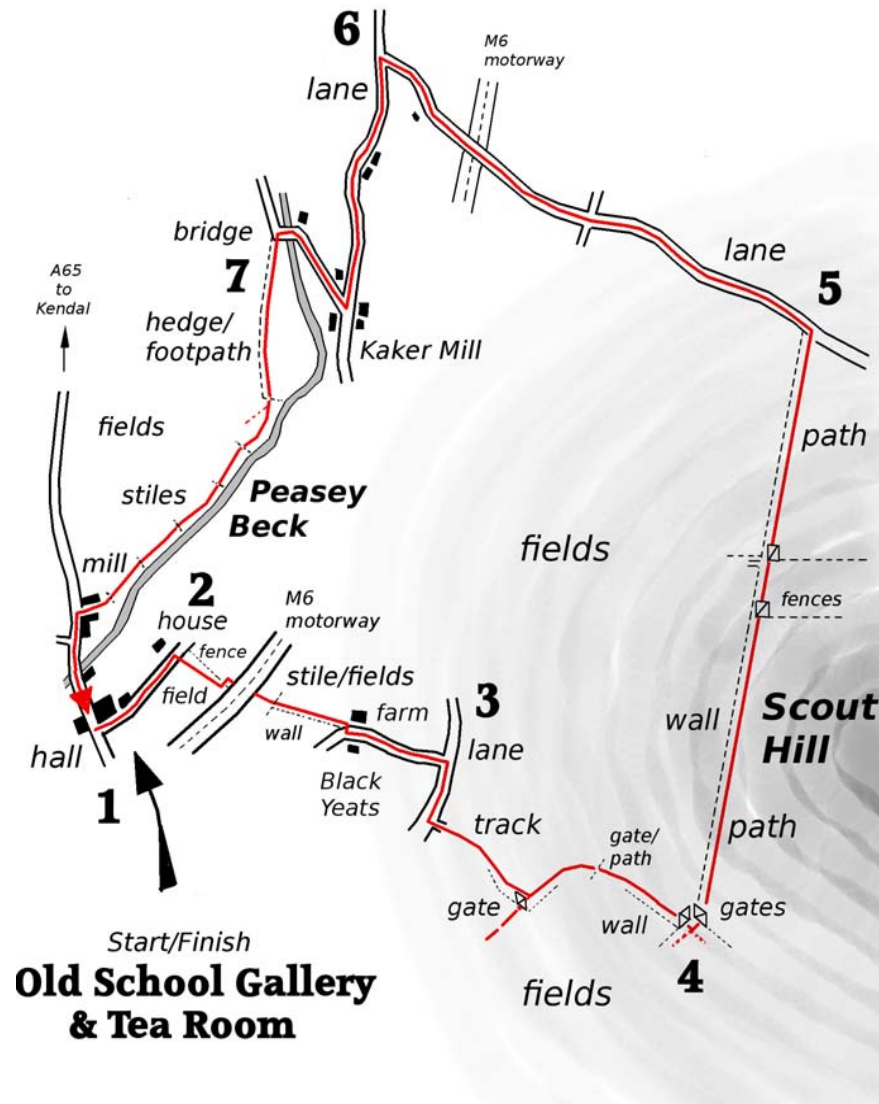 6
M6
motorway
lane
bridge
7
lane
5
A65
to
Kendal
hedge/
footpath
Kaker Mill
fields
path
stiles
Peasey
Beck
fields
mill
2
house
M6
motorway
fences
fence
stile/fields
field
farm
3
wall
Scout
Hill
wall
lane
hall
1
Black
Yeats
track
path
gate/
path
gate
wall
gates
4
Start/Finish
Old School Gallery
& Tea Room
fields